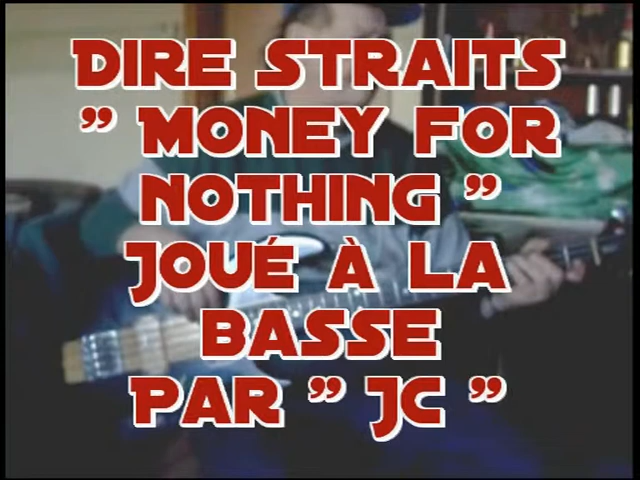 DIRE STRAITS
” MONEY FOR
NOTHING ”
JOUÉ À LA
BASSE
PAR ” JC ”